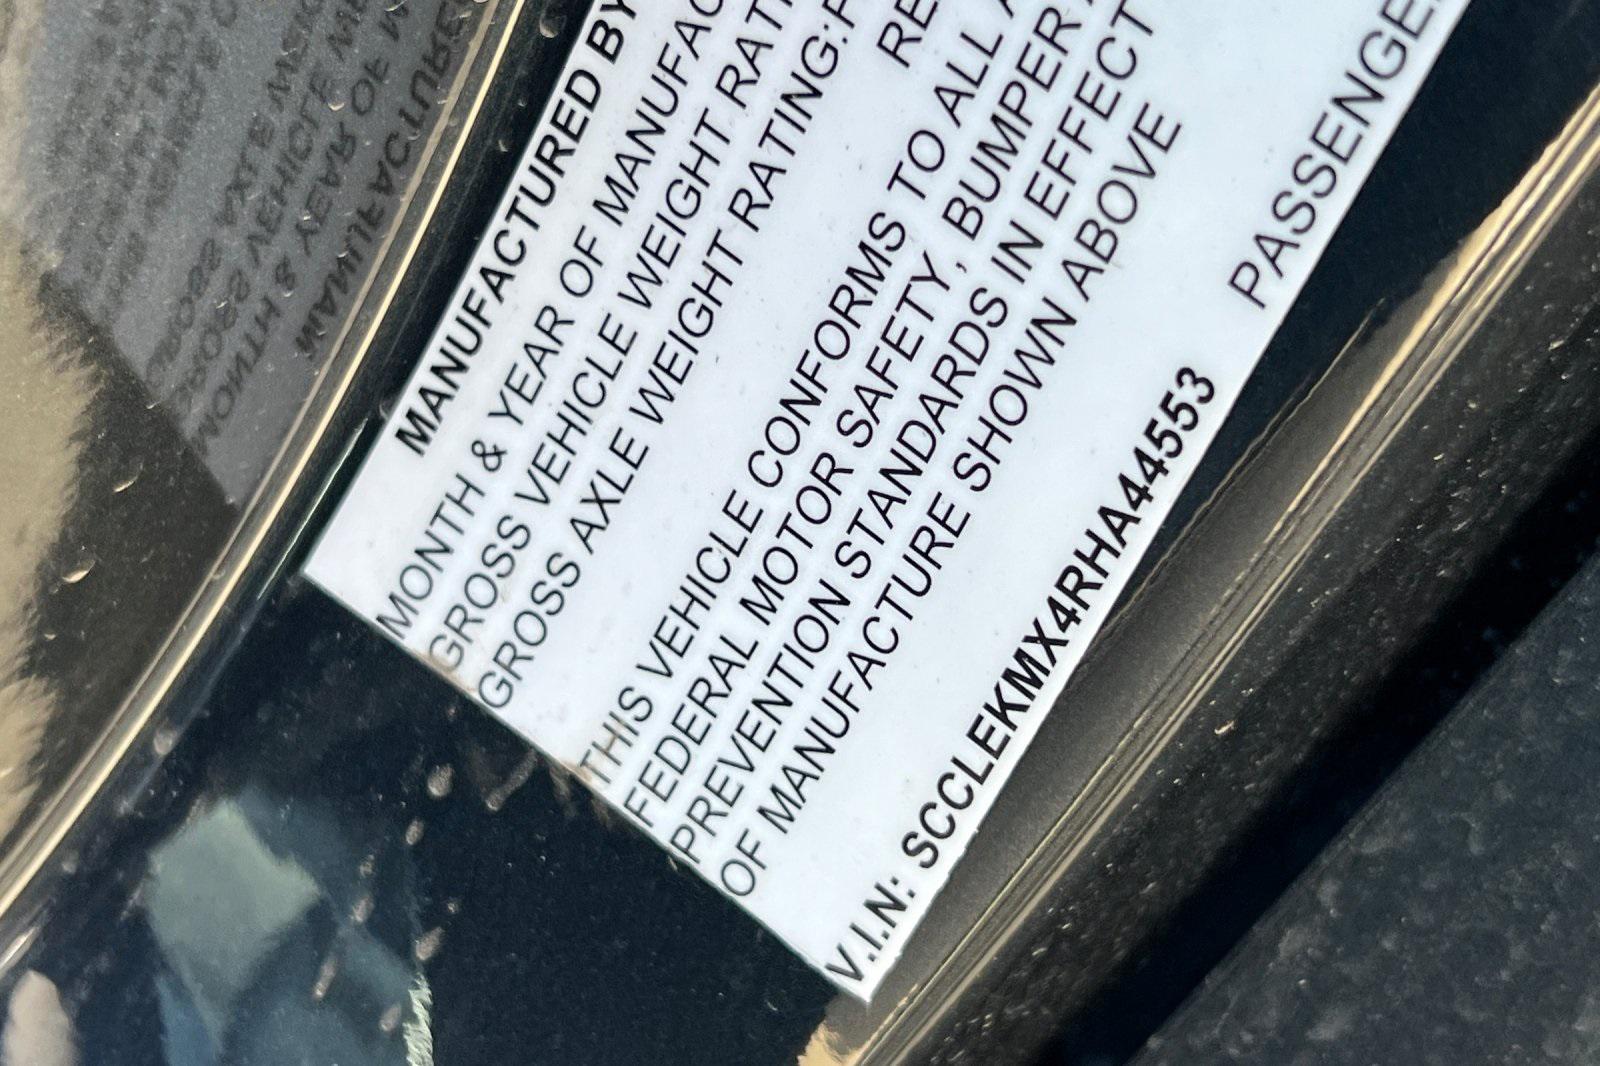 MANUFACTURED BY
MONTH & YEAR OF MANUFAC
GROSS VEHICLE WEIGHT RATI
GROSS AXLE WEIGHT RATING:F
RE
THIS VEHICLE CONFORMS TO ALL A
FEDERAL MOTOR SAFETY, BUMPER A
PREVENTION STANDARDS IN EFFECT
OF MANUFACTURE SHOWN ABOVE
V.I.N: SCCLEKMX4RHA44553
PASSENGE